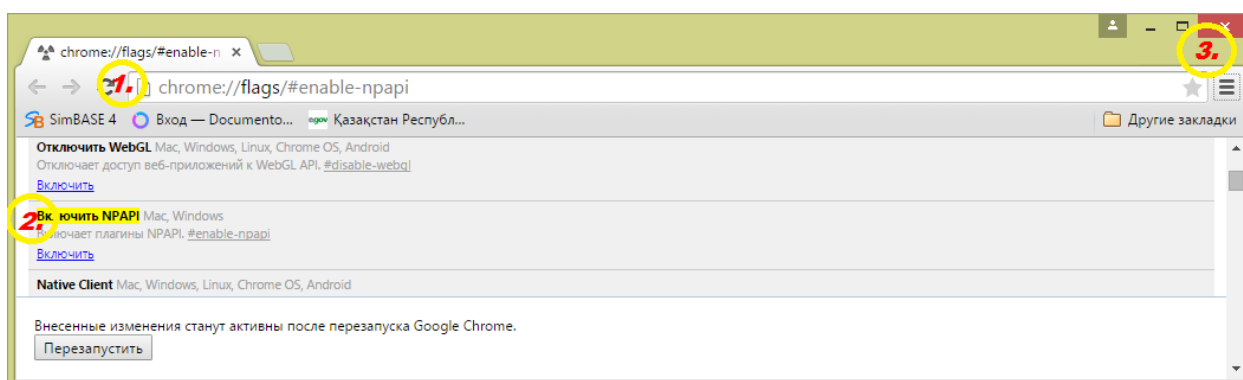 chrome://flags/#enable-n
3.
1.
chrome://flags/#enable-npapi
SB SimBASE 4 Вход — Documento... egov Қазақстан Республ... Другие закладки
Отключить WebGL Mac, Windows, Linux, Chrome OS, Android
Отключает доступ веб-приложений к WebGL API. #disable-webgl
Включить
2.
Включить NPAPI Mac, Windows
Включает плагины NPAPI. #enable-npapi
Включить
Native Client Mac, Windows, Linux, Chrome OS, Android
Внесенные изменения станут активны после перезапуска Google Chrome.
Перезапустить